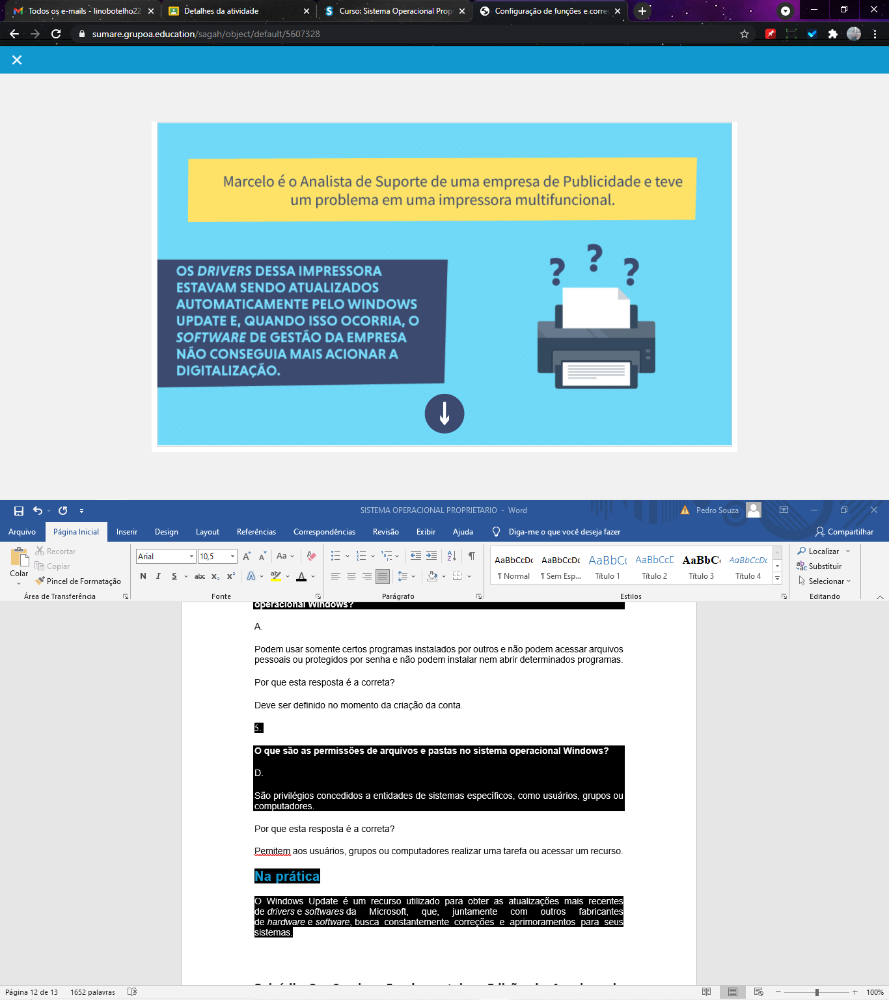 Todos os e-mails - linobotelho22
Detalhes da atividade
Curso: Sistema Operacional Prop
Configuração de funções e corre
sumare.grupoa.education/sagah/object/default/5607328
Marcelo é o Analista de Suporte de uma empresa de Publicidade e teve
um problema em uma impressora multifuncional.
? ? ?
OS DRIVERS DESSA IMPRESSORA
ESTAVAM SENDO ATUALIZADOS
AUTOMATICAMENTE PELO WINDOWS
UPDATE E, QUANDO ISSO OCORRIA, O
SOFTWARE DE GESTÃO DA EMPRESA
NÃO CONSEGUIA MAIS ACIONAR A
DIGITALIZAÇÃO.
SISTEMA OPERACIONAL PROPRIETARIO - Word
Pedro Souza
Arquivo Página Inicial Inserir Design Layout Referências Correspondências Revisão Exibir Ajuda Diga-me o que você deseja fazer Compartilhar
Colar
Recortar
Copiar
Pincel de Formatação
Área de Transferência
Arial 10,5 A A Aa
N I S abc x₂ x² A ab A
Fonte
Parágrafo
AaBbCcDc AaBbCcDc AaBbCc AaBbCcD AaBbC AaBbCcDc
¶ Normal ¶ Sem Esp... Título 1 Título 2 Título 3 Título 4
Estilos
Localizar
Substituir
Selecionar
Editando
operacional Windows?
A.
Podem usar somente certos programas instalados por outros e não podem acessar arquivos
pessoais ou protegidos por senha e não podem instalar nem abrir determinados programas.
Por que esta resposta é a correta?
Deve ser definido no momento da criação da conta.
5.
O que são as permissões de arquivos e pastas no sistema operacional Windows?
D.
São privilégios concedidos a entidades de sistemas específicos, como usuários, grupos ou
computadores.
Por que esta resposta é a correta?
Pemitem aos usuários, grupos ou computadores realizar uma tarefa ou acessar um recurso.
Na prática
O Windows Update é um recurso utilizado para obter as atualizações mais recentes
de drivers e softwares da Microsoft, que, juntamente com outros fabricantes
de hardware e software, busca constantemente correções e aprimoramentos para seus
sistemas.
Página 12 de 13 1652 palavras
100%